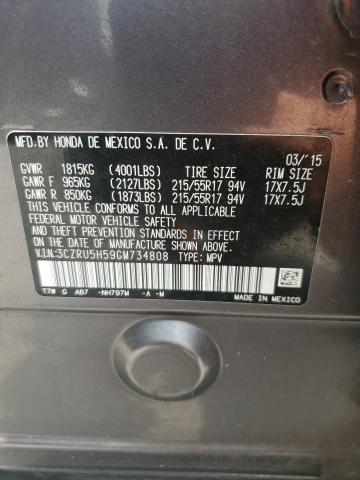 MFD.BY HONDA DE MEXICO S.A. DE C.V.
03/'15
GVWR 1815KG (4001LBS) TIRE SIZE RIM SIZE
GAWR F 965KG (2127LBS) 215/55R17 94V 17X7.5J
GAWR R 850KG (1873LBS) 215/55R17 94V 17X7.5J
THIS VEHICLE CONFORMS TO ALL APPLICABLE
FEDERAL MOTOR VEHICLE SAFETY, BUMPER, AND
THEFT PREVENTION STANDARDS IN EFFECT ON
THE DATE OF MANUFACTURE SHOWN ABOVE.
V.I.N:3CZRU5H59GM734808 TYPE: MPV
MADE IN MEXICO
G AB7 -NH797M -A -M